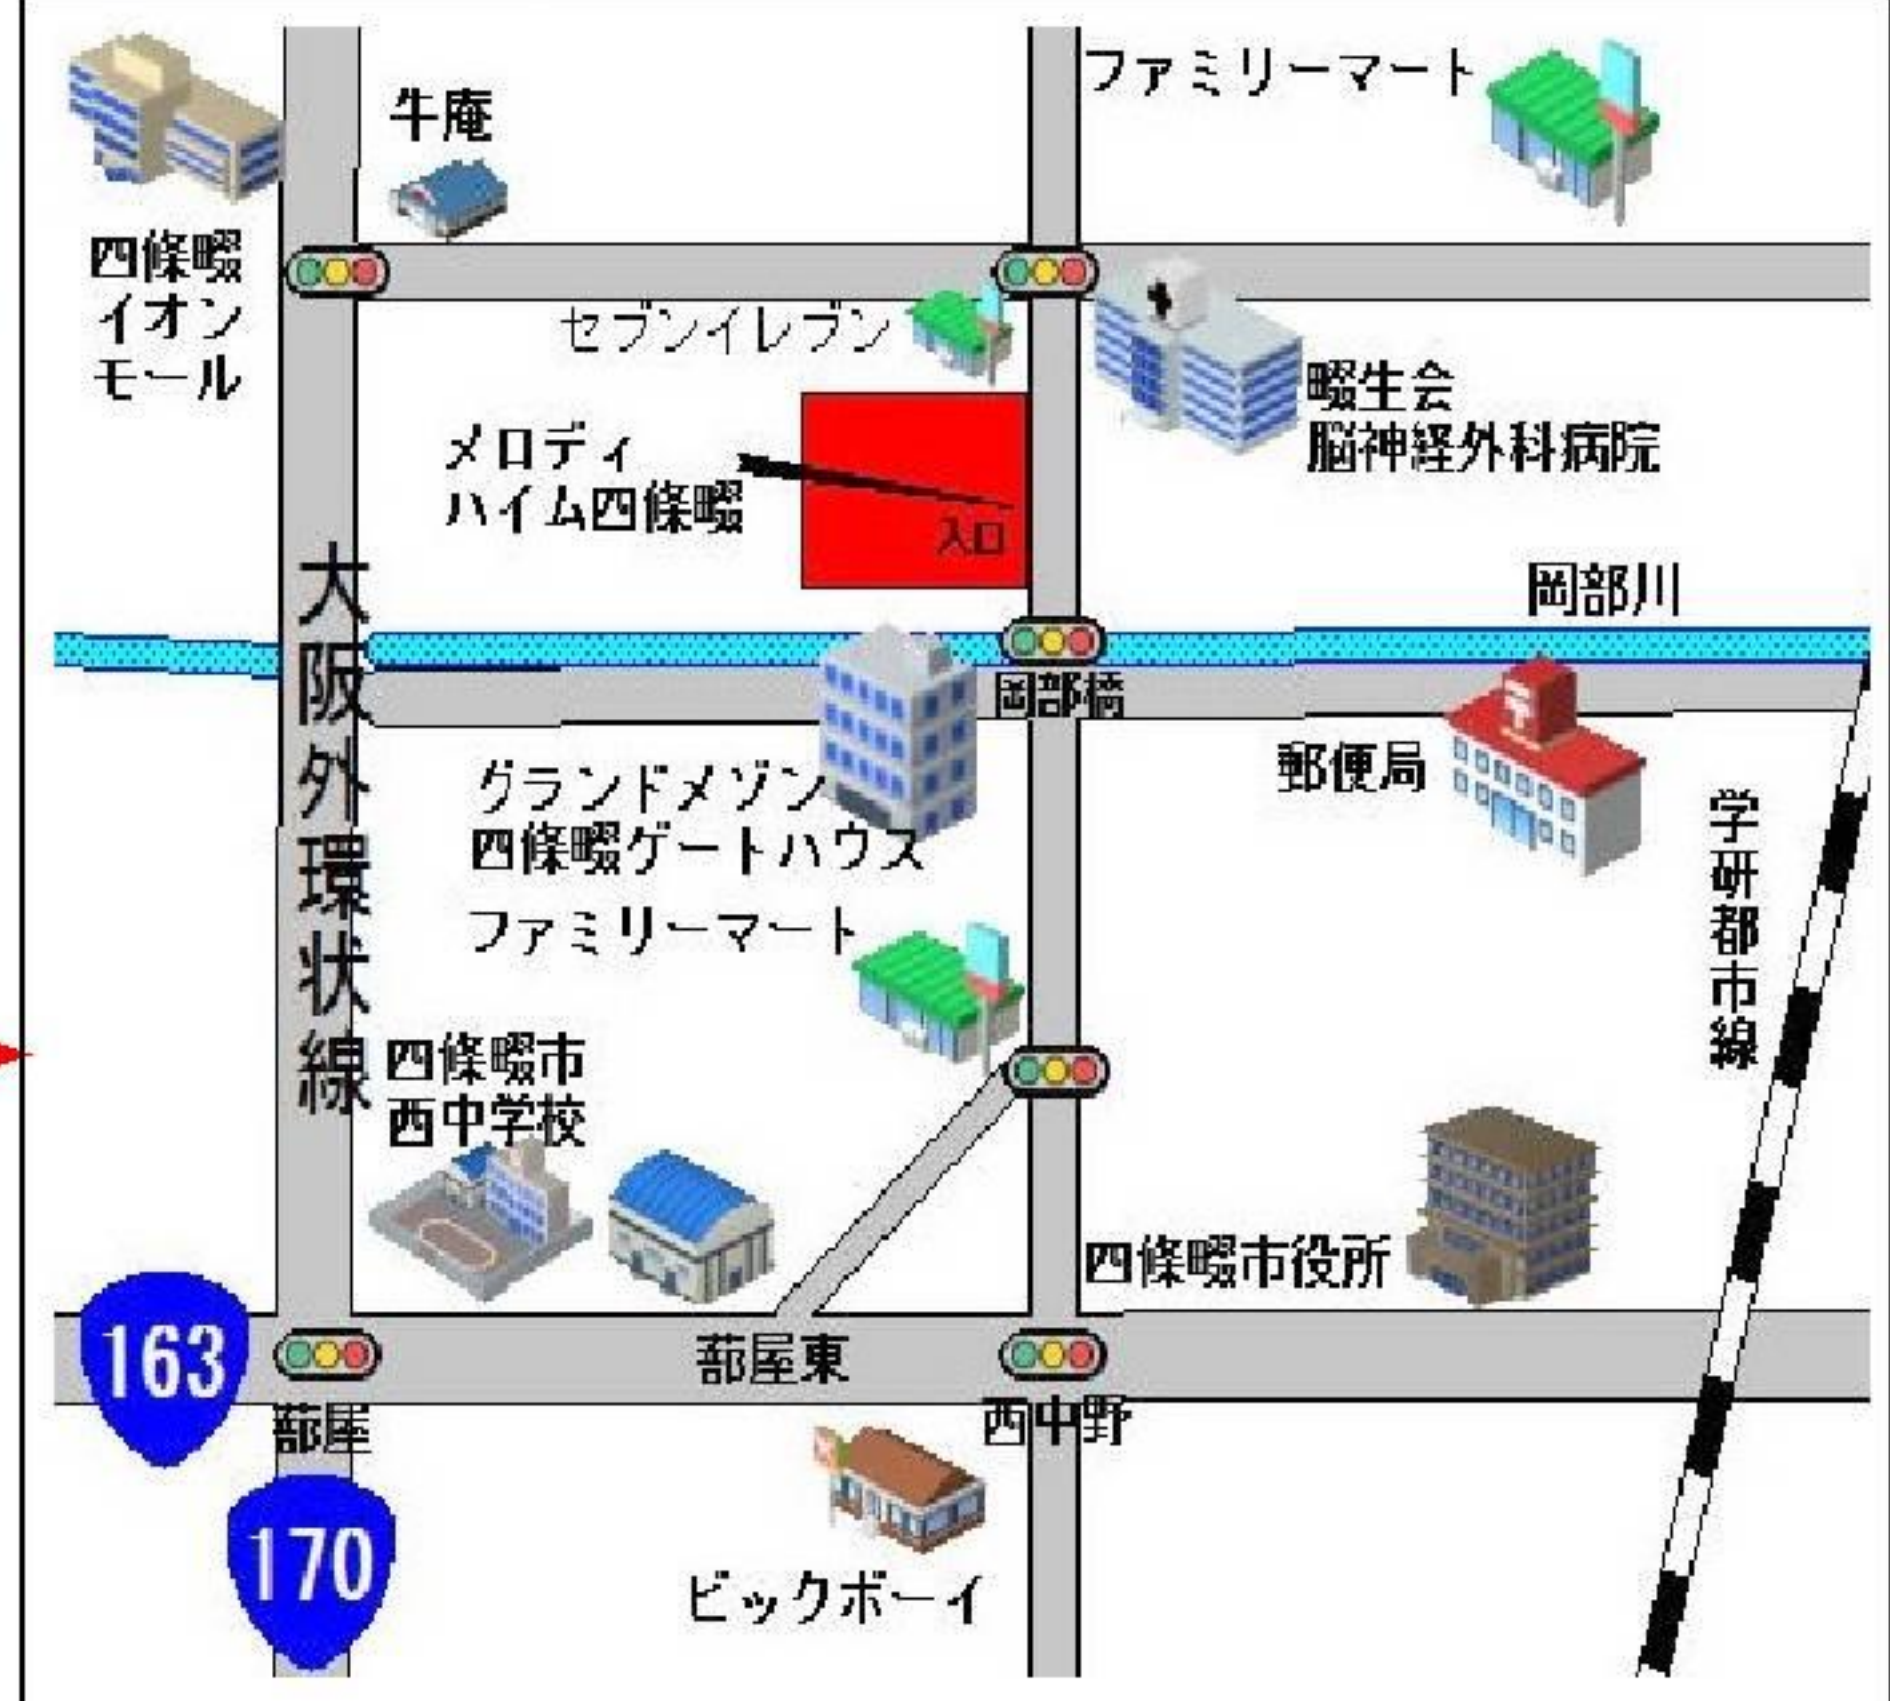 ファミリーマート
牛庵
四條畷
イオン
モール
セブンイレブン
畷生会
脳神経外科病院
メロディ
ハイム四條畷
入口
岡部川
大阪外環状線
岡部橋
郵便局
グランドメゾン
四條畷ゲートハウス
学研都市線
ファミリーマート
四條畷市
西中学校
四條畷市役所
163
蔀屋東
蔀屋
西中野
170
ビックボーイ